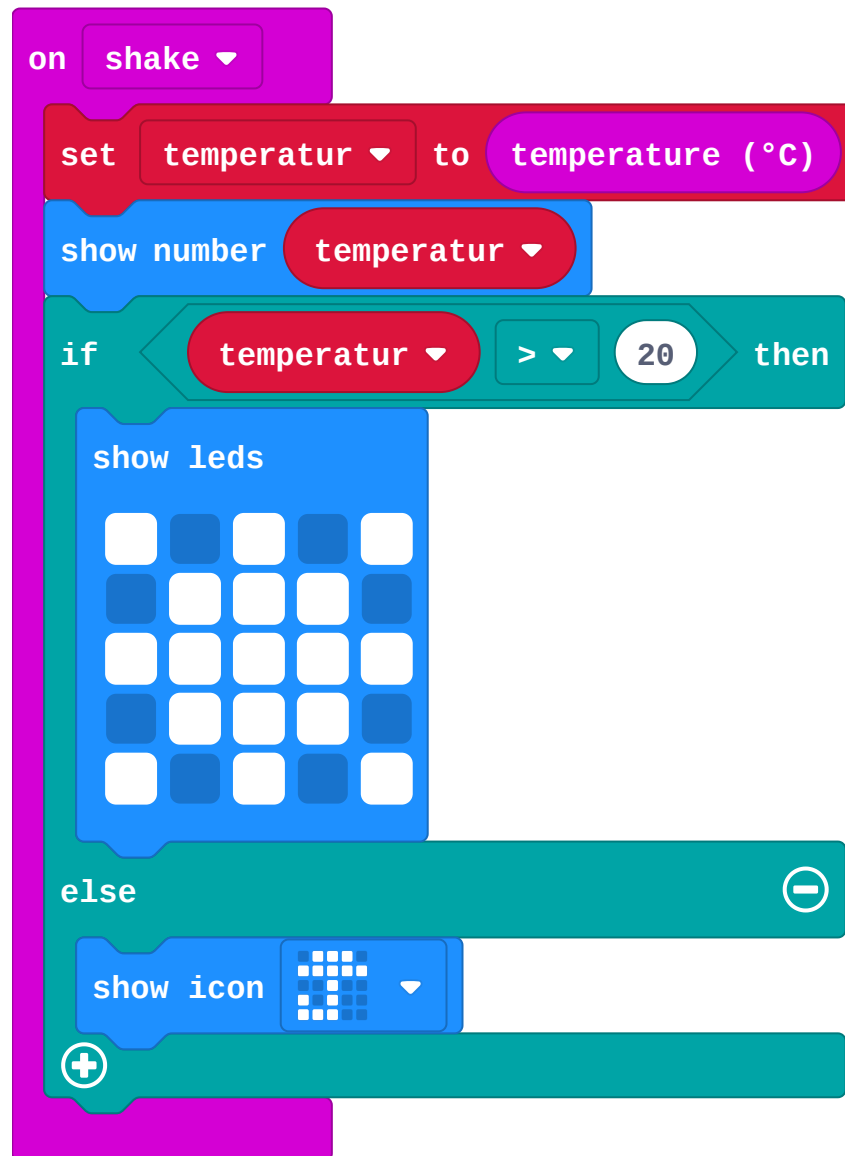 on shake
set temperatur to temperature (°C)
show number temperatur
if temperatur > 20 then
show leds
else
show icon